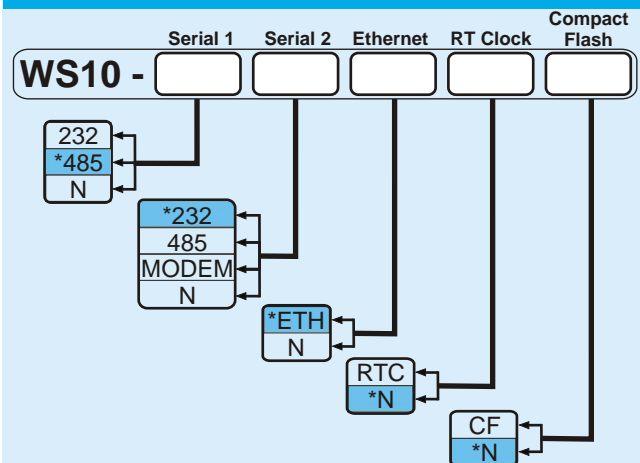 Compact
Serial 1 Serial 2 Ethernet RT Clock Flash
WS10 -
232
*485
N
*232
485
MODEM
N
*ETH
N
RTC
*N
CF
*N